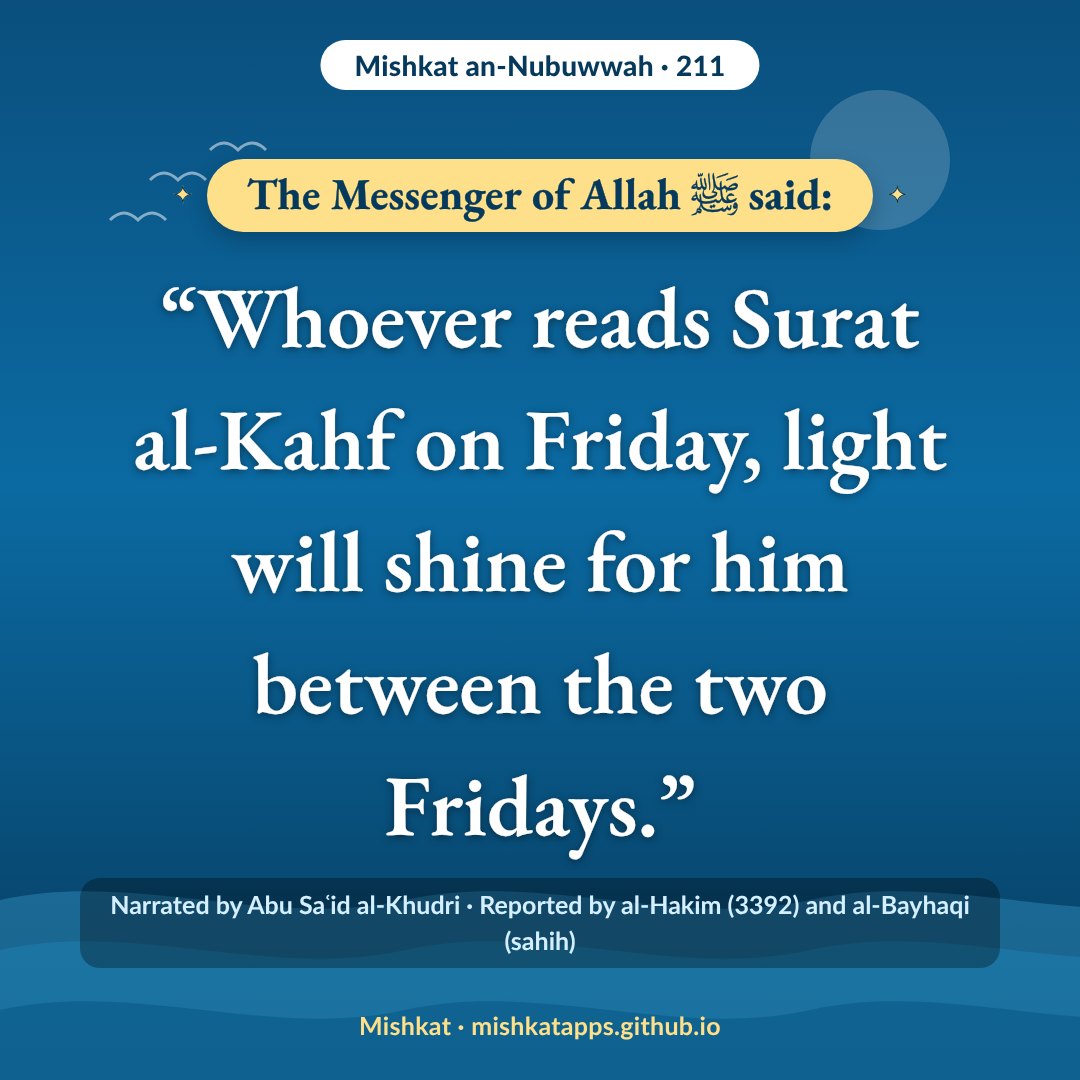 Mishkat an-Nubuwwah · 211
The Messenger of Allah ﷺ said:
“Whoever reads Surat
al-Kahf on Friday, light
will shine for him
between the two
Fridays.”
Narrated by Abu Saʿid al-Khudri · Reported by al-Hakim (3392) and al-Bayhaqi
(sahih)
Mishkat · mishkatapps.github.io